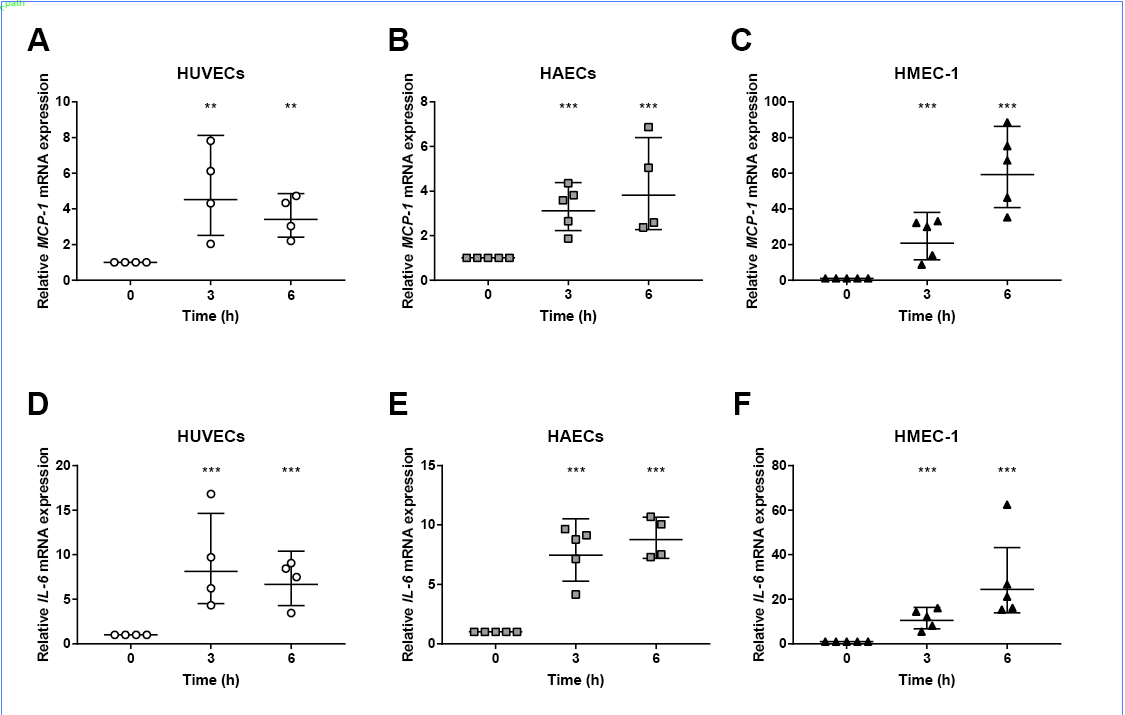 path
A
B
C
HUVECs
HAECs
HMEC-1
Relative MCP-1 mRNA expression
10
8
6
4
2
0
** **
0 3 6
Time (h)
Relative MCP-1 mRNA expression
8
6
4
2
0
*** ***
0 3 6
Time (h)
Relative MCP-1 mRNA expression
100
80
60
40
20
0
*** ***
0 3 6
Time (h)
D
E
F
HUVECs
HAECs
HMEC-1
Relative IL-6 mRNA expression
20
15
10
5
0
*** ***
0 3 6
Time (h)
Relative IL-6 mRNA expression
15
10
5
0
*** ***
0 3 6
Time (h)
Relative IL-6 mRNA expression
80
60
40
20
0
*** ***
0 3 6
Time (h)